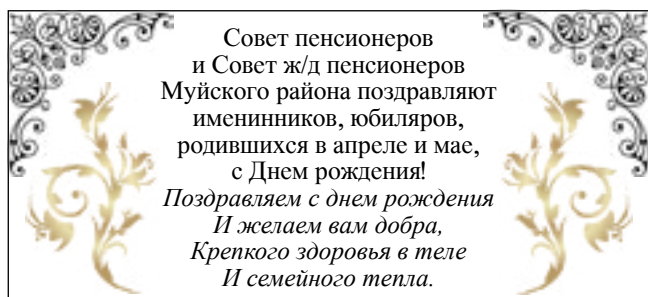 Совет пенсионеров
и Совет ж/д пенсионеров
Муйского района поздравляют
именинников, юбиляров,
родившихся в апреле и мае,
с Днем рождения!
Поздравляем с днем рождения
И желаем вам добра,
Крепкого здоровья в теле
И семейного тепла.